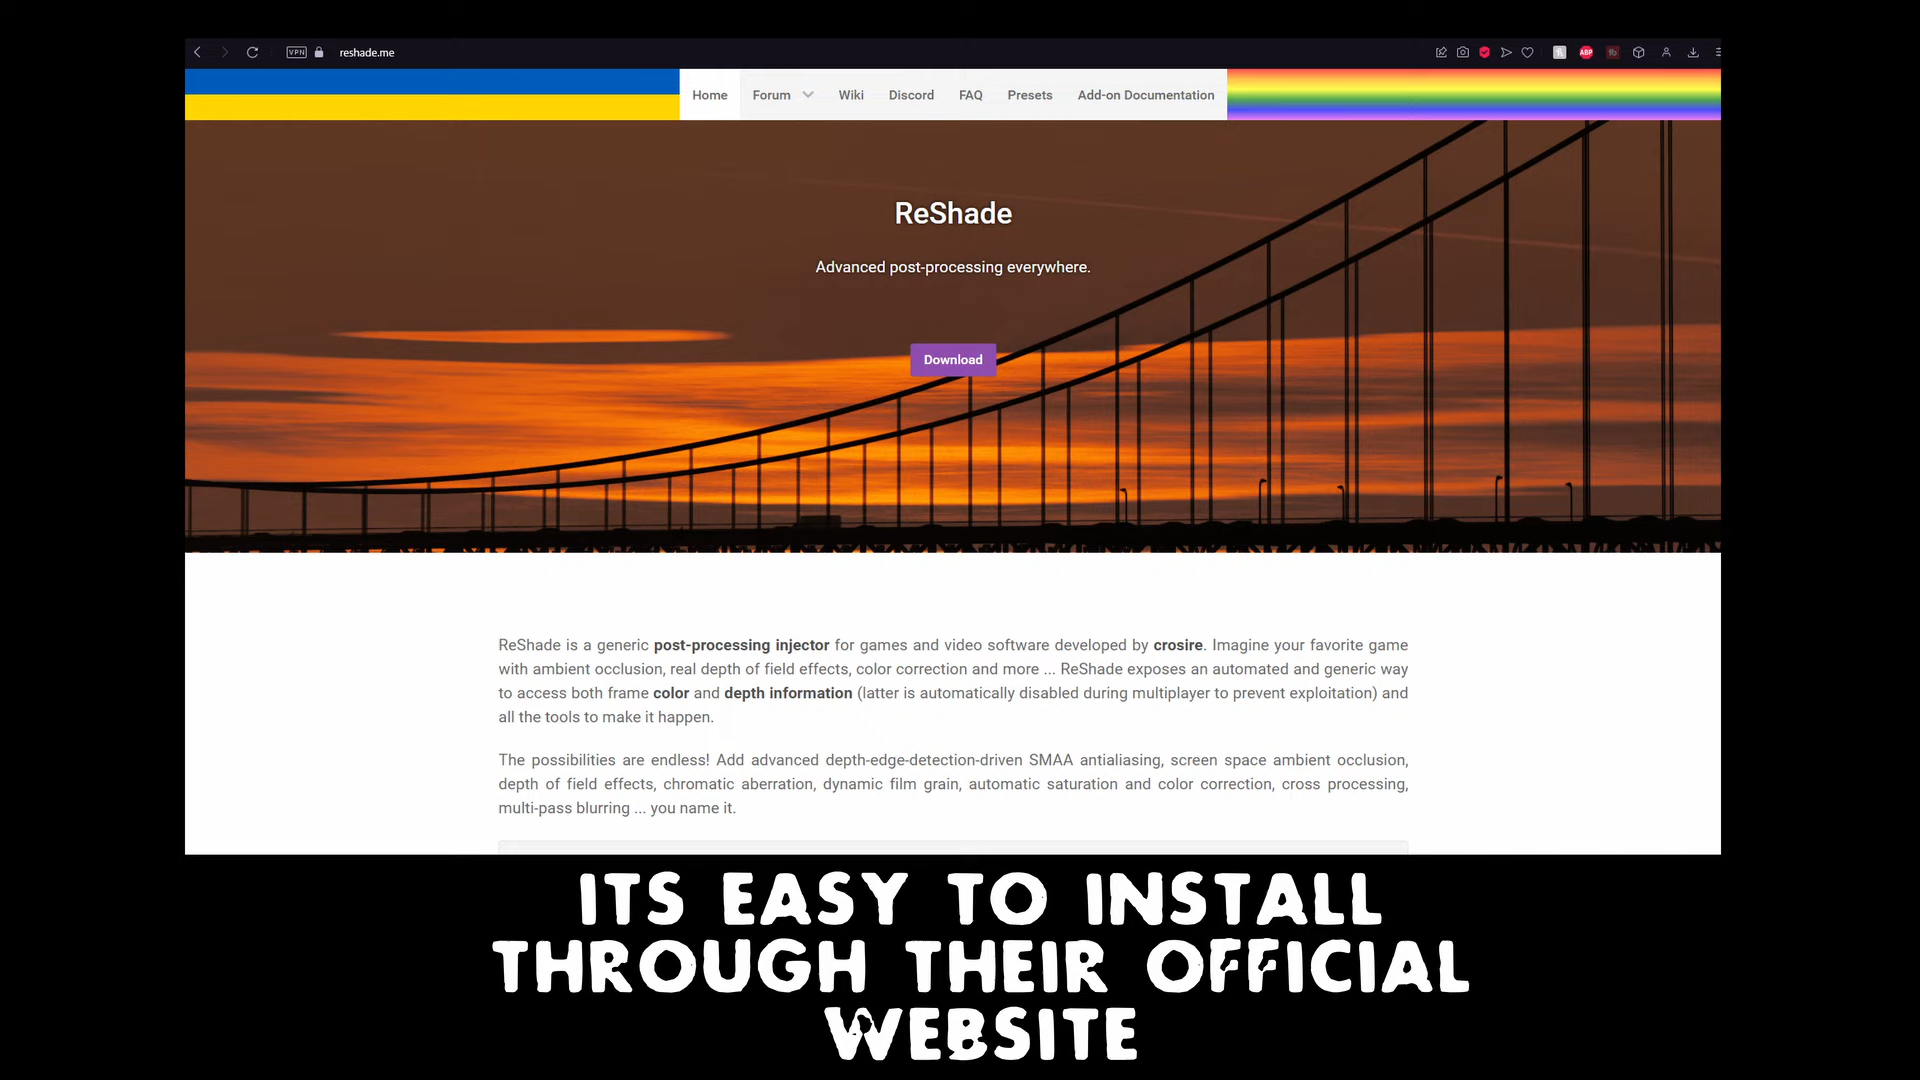 VPN
reshade.me
ABP
Home
Forum
Wiki
Discord
FAQ
Presets
Add-on Documentation
ReShade
Advanced post-processing everywhere.
Download
ReShade is a generic post-processing injector for games and video software developed by crosire. Imagine your favorite game
with ambient occlusion, real depth of field effects, color correction and more ... ReShade exposes an automated and generic way
to access both frame color and depth information (latter is automatically disabled during multiplayer to prevent exploitation) and
all the tools to make it happen.
The possibilities are endless! Add advanced depth-edge-detection-driven SMAA antialiasing, screen space ambient occlusion,
depth of field effects, chromatic aberration, dynamic film grain, automatic saturation and color correction, cross processing,
multi-pass blurring ... you name it.
ITS EASY TO INSTALL
THROUGH THEIR OFFICIAL
WEBSITE